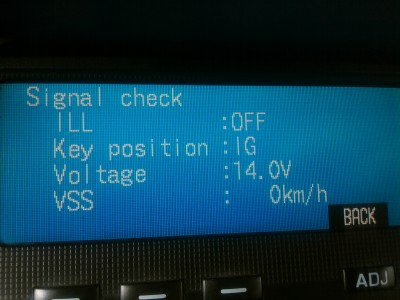 Signal check
ILL :OFF
Key position :IG
Voltage :14.0V
VSS : 0km/h
BACK
ADJ